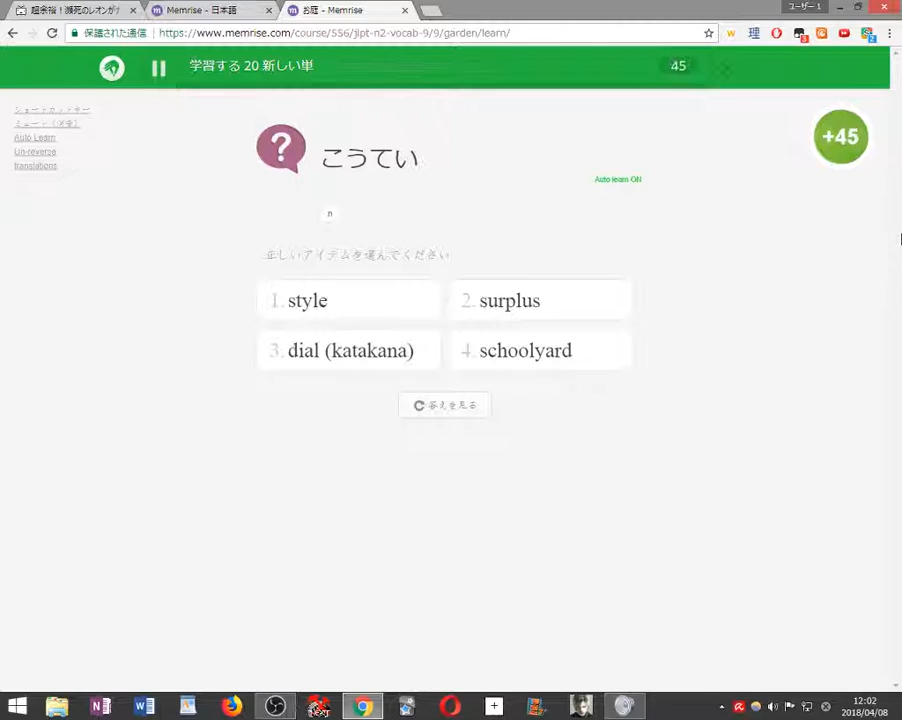 超余裕！瀕死のレオンが
Memrise - 日本語
お庭 - Memrise
ユーザー 1
保護された通信
https://www.memrise.com/course/556/jlpt-n2-vocab-9/9/garden/learn/
学習する 20 新しい単
45
ショートカットキー
Auto Learn
Un-reverse
translations
+45
こうてい
Auto learn ON
n
正しいアイテムを選んでください
1. style
2. surplus
3. dial (katakana)
4. schoolyard
答えを見る
12:02
2018/04/08